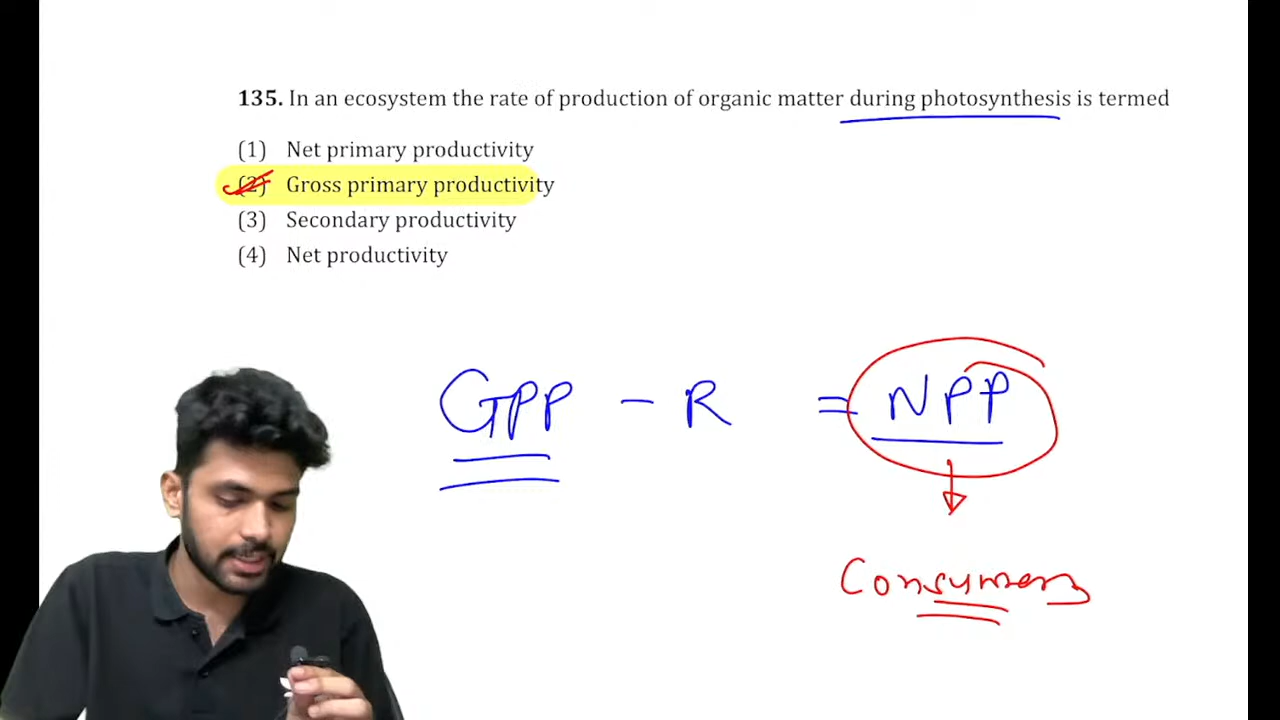 135. In an ecosystem the rate of production of organic matter during photosynthesis is termed
(1) Net primary productivity
(2) Gross primary productivity
(3) Secondary productivity
(4) Net productivity
GPP - R = NPP
Consumers